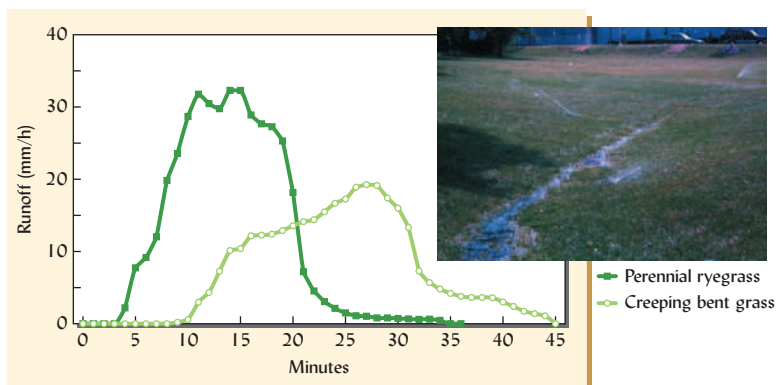 40
30
20
10
0
Runoff (mm/h)
0 5 10 15 20 25 30 35 40 45
Minutes
Perennial ryegrass
Creeping bent grass